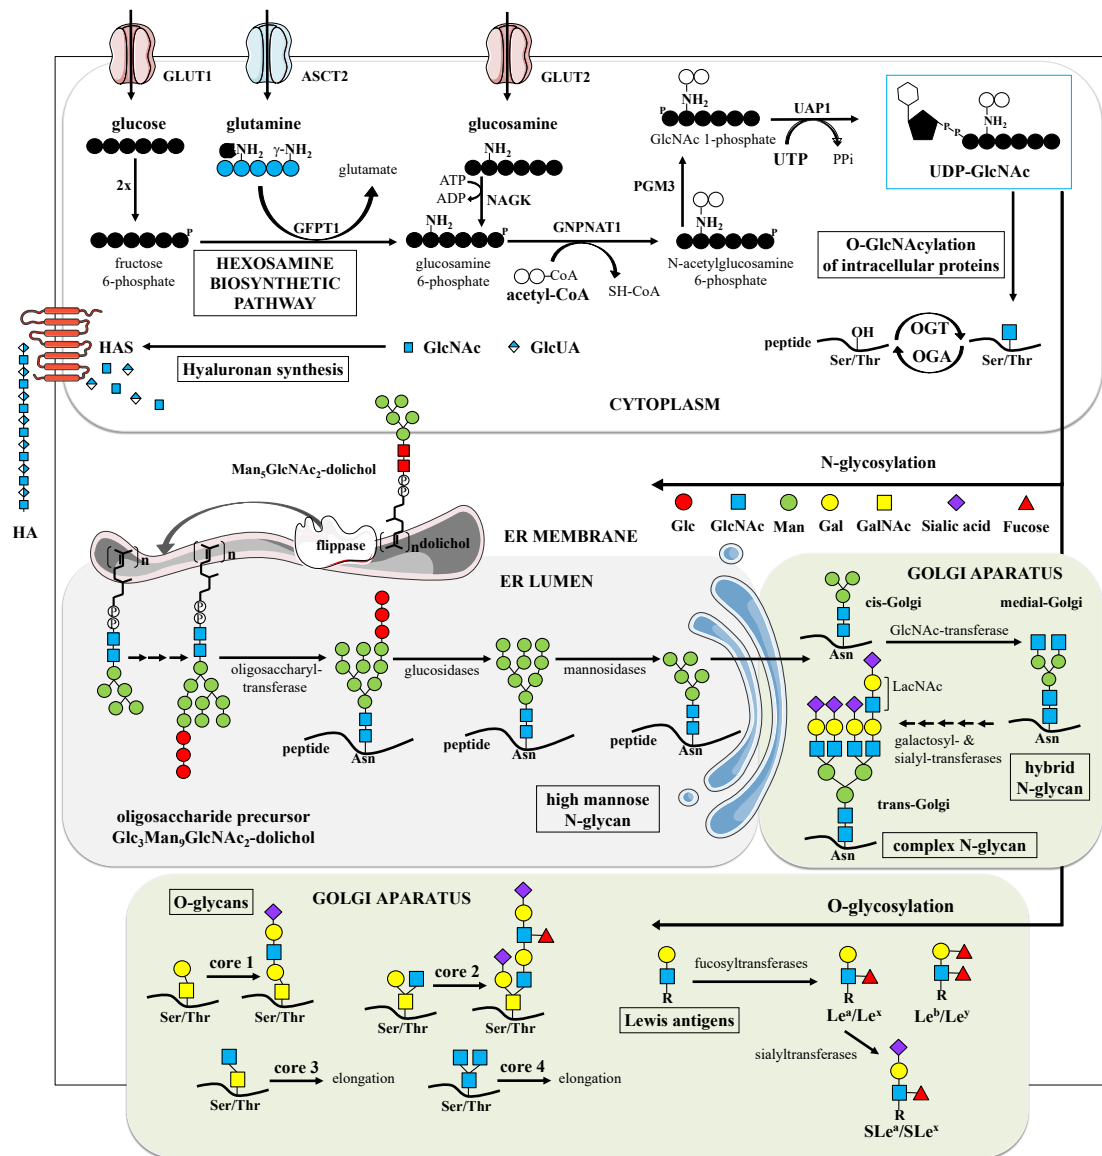 GLUT1
ASCT2
GLUT2
glucose
glutamine
glucosamine
NH2
γ-NH2
glutamate
2x
ATP
ADP
NAGK
NH2
NH2
GlcNAc 1-phosphate
P
UAP1
UTP
PPi
P
P
NH2
UDP-GlcNAc
PGM3
P
GFPT1
NH2
P
GNPNAT1
NH2
P
fructose
6-phosphate
HEXOSAMINE
BIOSYNTHETIC
PATHWAY
glucosamine
6-phosphate
CoA
acetyl-CoA
SH-CoA
N-acetylglucosamine
6-phosphate
O-GlcNAcylation
of intracellular proteins
HAS
GlcNAc
GlcUA
Hyaluronan synthesis
peptide
OH
Ser/Thr
OGT
OGA
Ser/Thr
CYTOPLASM
HA
Man5GlcNAc2-dolichol
P
P
N-glycosylation
Glc
GlcNAc
Man
Gal
GalNAc
Sialic acid
Fucose
flippase
n
dolichol
ER MEMBRANE
n
n
P
P
P
P
ER LUMEN
GOLGI APARATUS
cis-Golgi
medial-Golgi
GlcNAc-transferase
Asn
oligosaccharyl-
transferase
glucosidases
mannosidases
LacNAc
peptide
Asn
peptide
Asn
peptide
Asn
galactosyl- &
sialyl-transferases
Asn
hybrid
N-glycan
trans-Golgi
high mannose
N-glycan
oligosaccharide precursor
Glc3Man9GlcNAc2-dolichol
Asn
complex N-glycan
O-glycans
GOLGI APARATUS
O-glycosylation
core 1
Ser/Thr
Ser/Thr
core 2
Ser/Thr
Ser/Thr
fucosyltransferases
R
Lewis antigens
R
Leᵃ/Leˣ
R
Leᵇ/Leʸ
sialyltransferases
core 3
elongation
Ser/Thr
core 4
elongation
Ser/Thr
R
SLeᵃ/SLeˣ